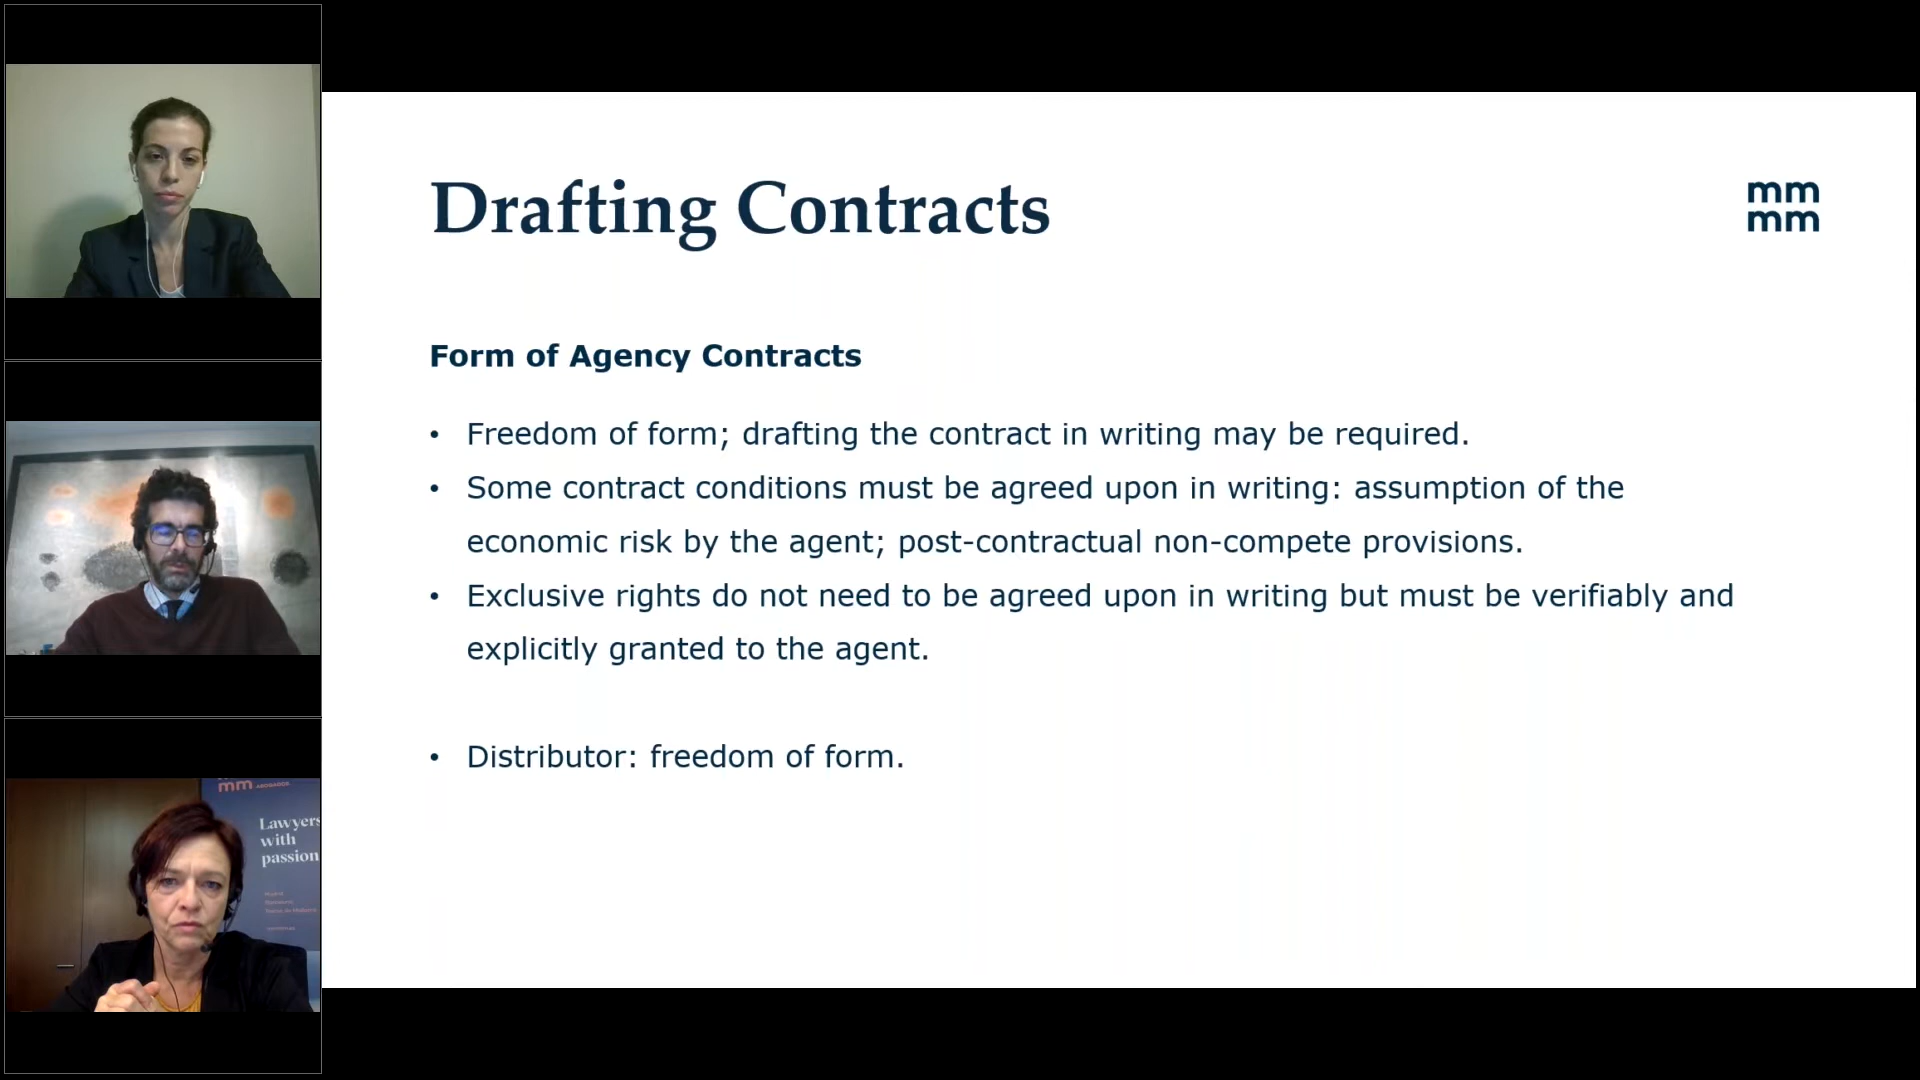 Drafting Contracts
mm
mm
Form of Agency Contracts
• Freedom of form; drafting the contract in writing may be required.
• Some contract conditions must be agreed upon in writing: assumption of the
economic risk by the agent; post-contractual non-compete provisions.
• Exclusive rights do not need to be agreed upon in writing but must be verifiably and
explicitly granted to the agent.
• Distributor: freedom of form.
mm ABOGADOS
Lawyers
with
passion